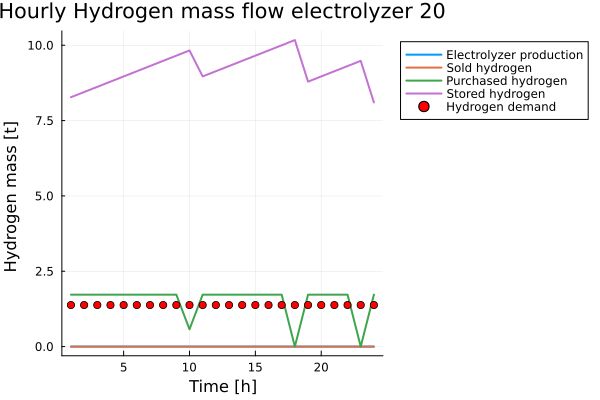 Hourly Hydrogen mass flow electrolyzer 20
10.0
7.5
5.0
2.5
0.0
Hydrogen mass [t]
5
10
15
20
Time [h]
Electrolyzer production
Sold hydrogen
Purchased hydrogen
Stored hydrogen
Hydrogen demand